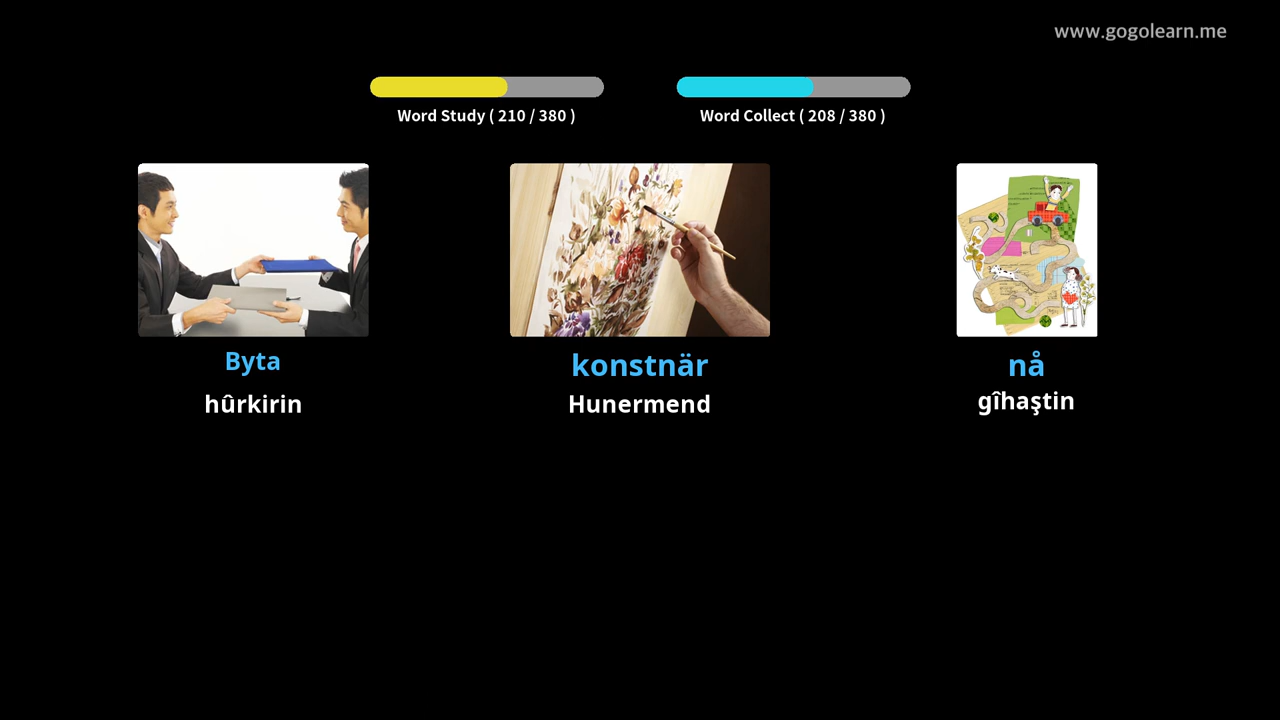 www.gogolearn.me
Word Study ( 210 / 380 )
Word Collect ( 208 / 380 )
Byta
hûrkirin
konstnär
Hunermend
nå
gîhaştin